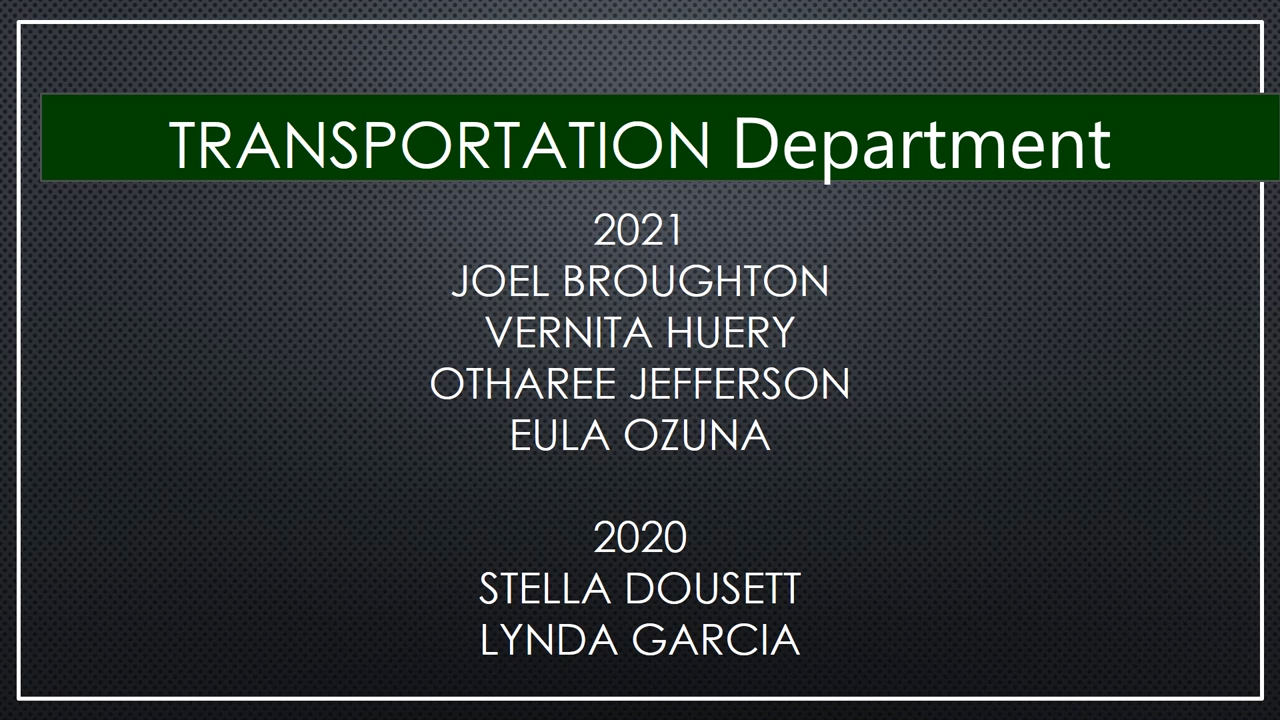 TRANSPORTATION Department
2021
JOEL BROUGHTON
VERNITA HUERY
OTHAREE JEFFERSON
EULA OZUNA
2020
STELLA DOUSETT
LYNDA GARCIA